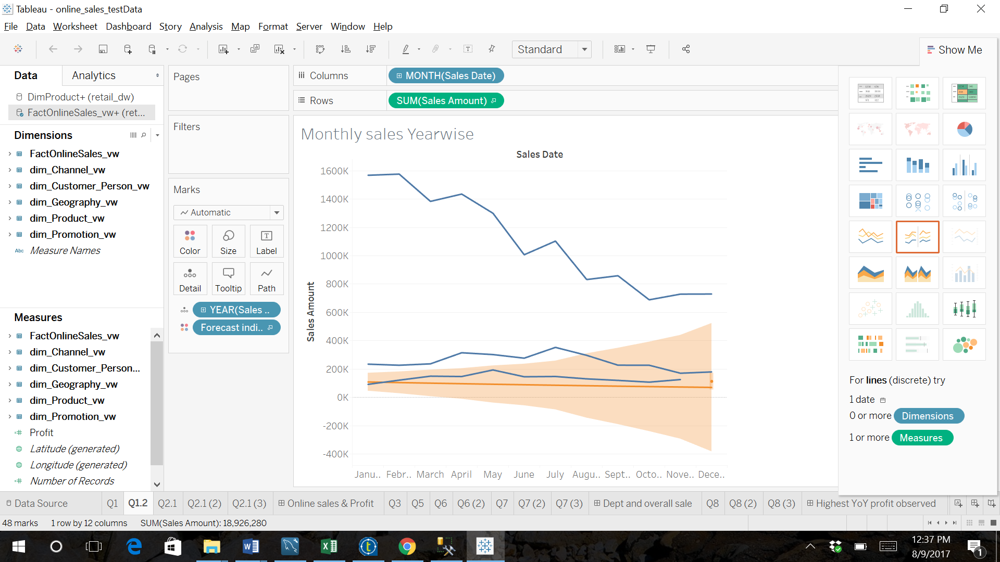 Tableau - online_sales_testData
File Data Worksheet Dashboard Story Analysis Map Format Server Window Help
Standard
Show Me
Data Analytics
DimProduct+ (retail_dw)
FactOnlineSales_vw+ (ret...
Dimensions
FactOnlineSales_vw
dim_Channel_vw
dim_Customer_Person_vw
dim_Geography_vw
dim_Product_vw
dim_Promotion_vw
Abc Measure Names
Measures
FactOnlineSales_vw
dim_Channel_vw
dim_Customer_Person...
dim_Geography_vw
dim_Product_vw
dim_Promotion_vw
Profit
Latitude (generated)
Longitude (generated)
Number of Records
Pages
Filters
Marks
Automatic
Color Size Label
Detail Tooltip Path
YEAR(Sales ..
Forecast indi..
Columns MONTH(Sales Date)
Rows SUM(Sales Amount)
Monthly sales Yearwise
Sales Date
Sales Amount
1600K
1400K
1200K
1000K
800K
600K
400K
200K
0K
-200K
-400K
Janu.. Febr.. March April May June July Augu.. Sept.. Octo.. Nove.. Dece..
For lines (discrete) try
1 date
0 or more Dimensions
1 or more Measures
Data Source Q1 Q1.2 Q2.1 Q2.1 (2) Q2.1 (3) Online sales & Profit Q3 Q5 Q6 Q6 (2) Q7 Q7 (2) Q7 (3) Dept and overall sale Q8 Q8 (2) Q8 (3) Highest YoY profit observed
48 marks 1 row by 12 columns SUM(Sales Amount): 18,926,280
12:37 PM
8/9/2017
1